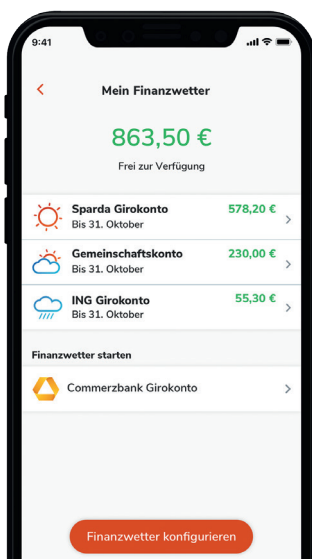 9:41
Mein Finanzwetter
863,50 €
Frei zur Verfügung
Sparda Girokonto 578,20 €
Bis 31. Oktober
Gemeinschaftskonto 230,00 €
Bis 31. Oktober
ING Girokonto 55,30 €
Bis 31. Oktober
Finanzwetter starten
Commerzbank Girokonto
Finanzwetter konfigurieren